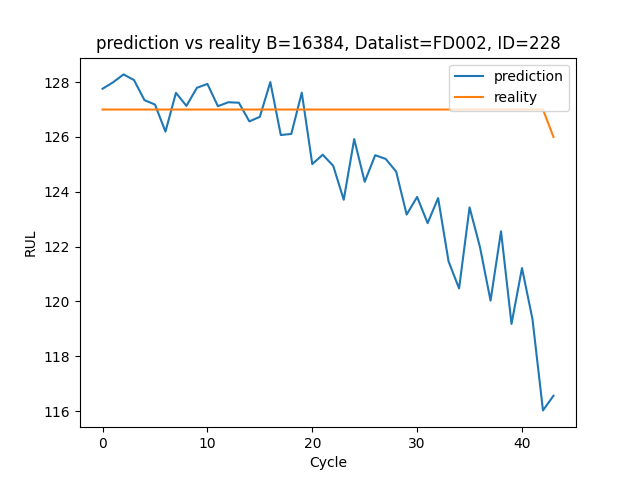 prediction vs reality B=16384, Datalist=FD002, ID=228
prediction
reality
RUL
128
126
124
122
120
118
116
0 10 20 30 40
Cycle